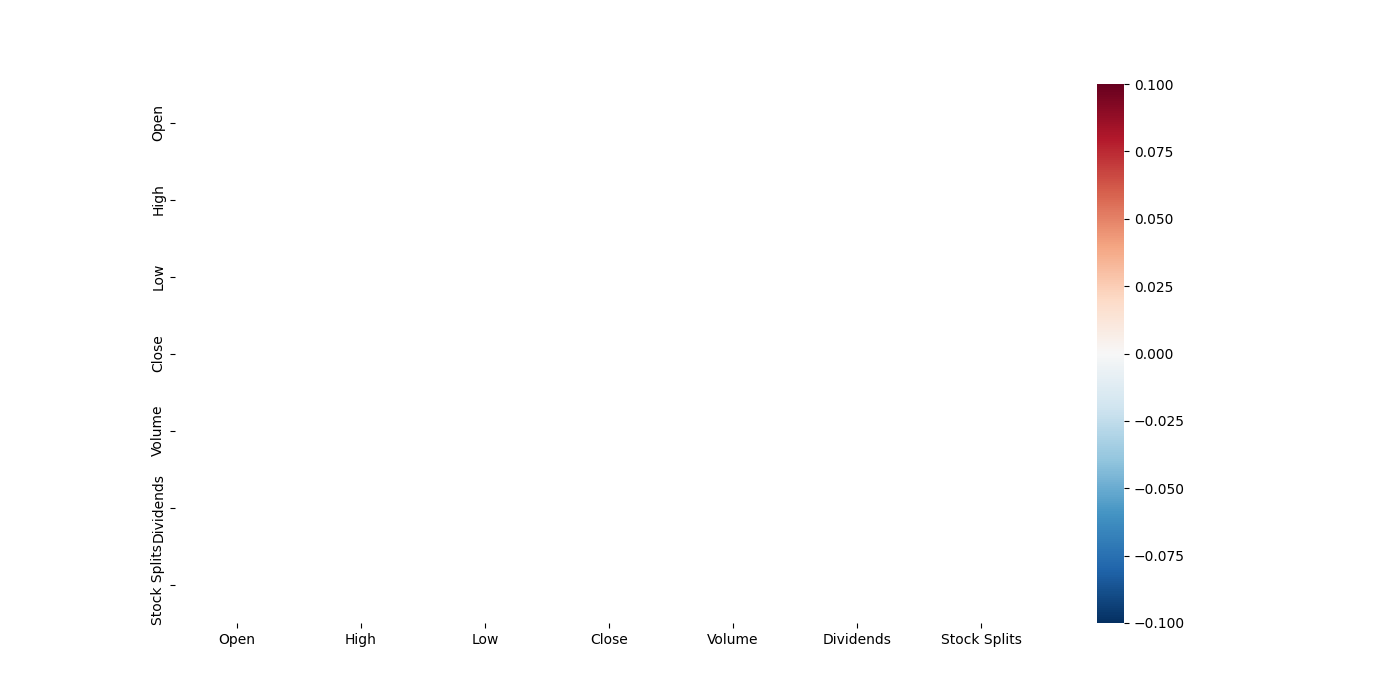 Open
High
Low
Close
Volume
Dividends
Stock Splits
Open High Low Close Volume Dividends Stock Splits
0.100
0.075
0.050
0.025
0.000
−0.025
−0.050
−0.075
−0.100